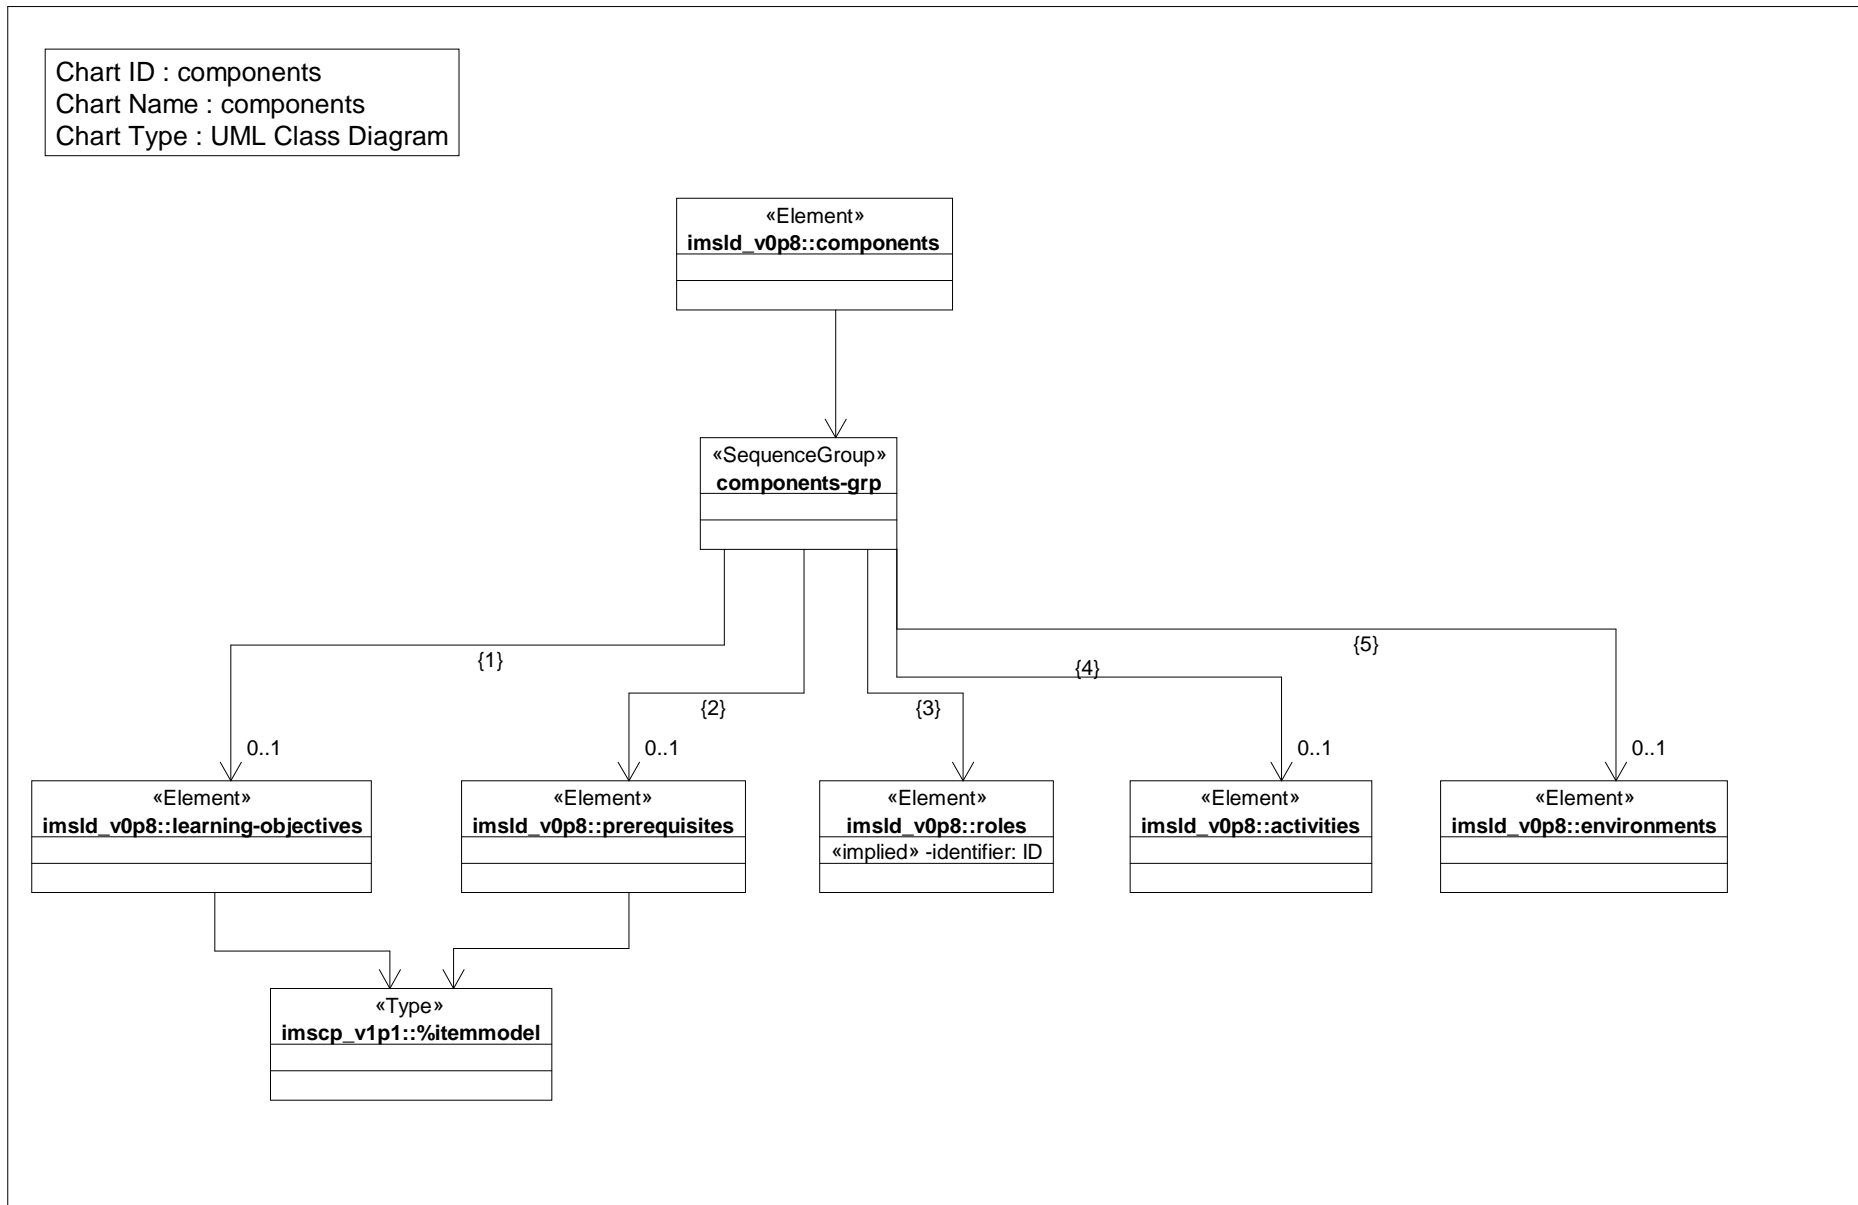 Chart ID : components
Chart Name : components
Chart Type : UML Class Diagram
«Element»
imsld_v0p8::components
«SequenceGroup»
components-grp
{1}
{2}
{3}
{4}
{5}
0..1
0..1
0..1
0..1
«Element»
imsld_v0p8::learning-objectives
«Element»
imsld_v0p8::prerequisites
«Element»
imsld_v0p8::roles
«implied» -identifier: ID
«Element»
imsld_v0p8::activities
«Element»
imsld_v0p8::environments
«Type»
imscp_v1p1::%itemmodel